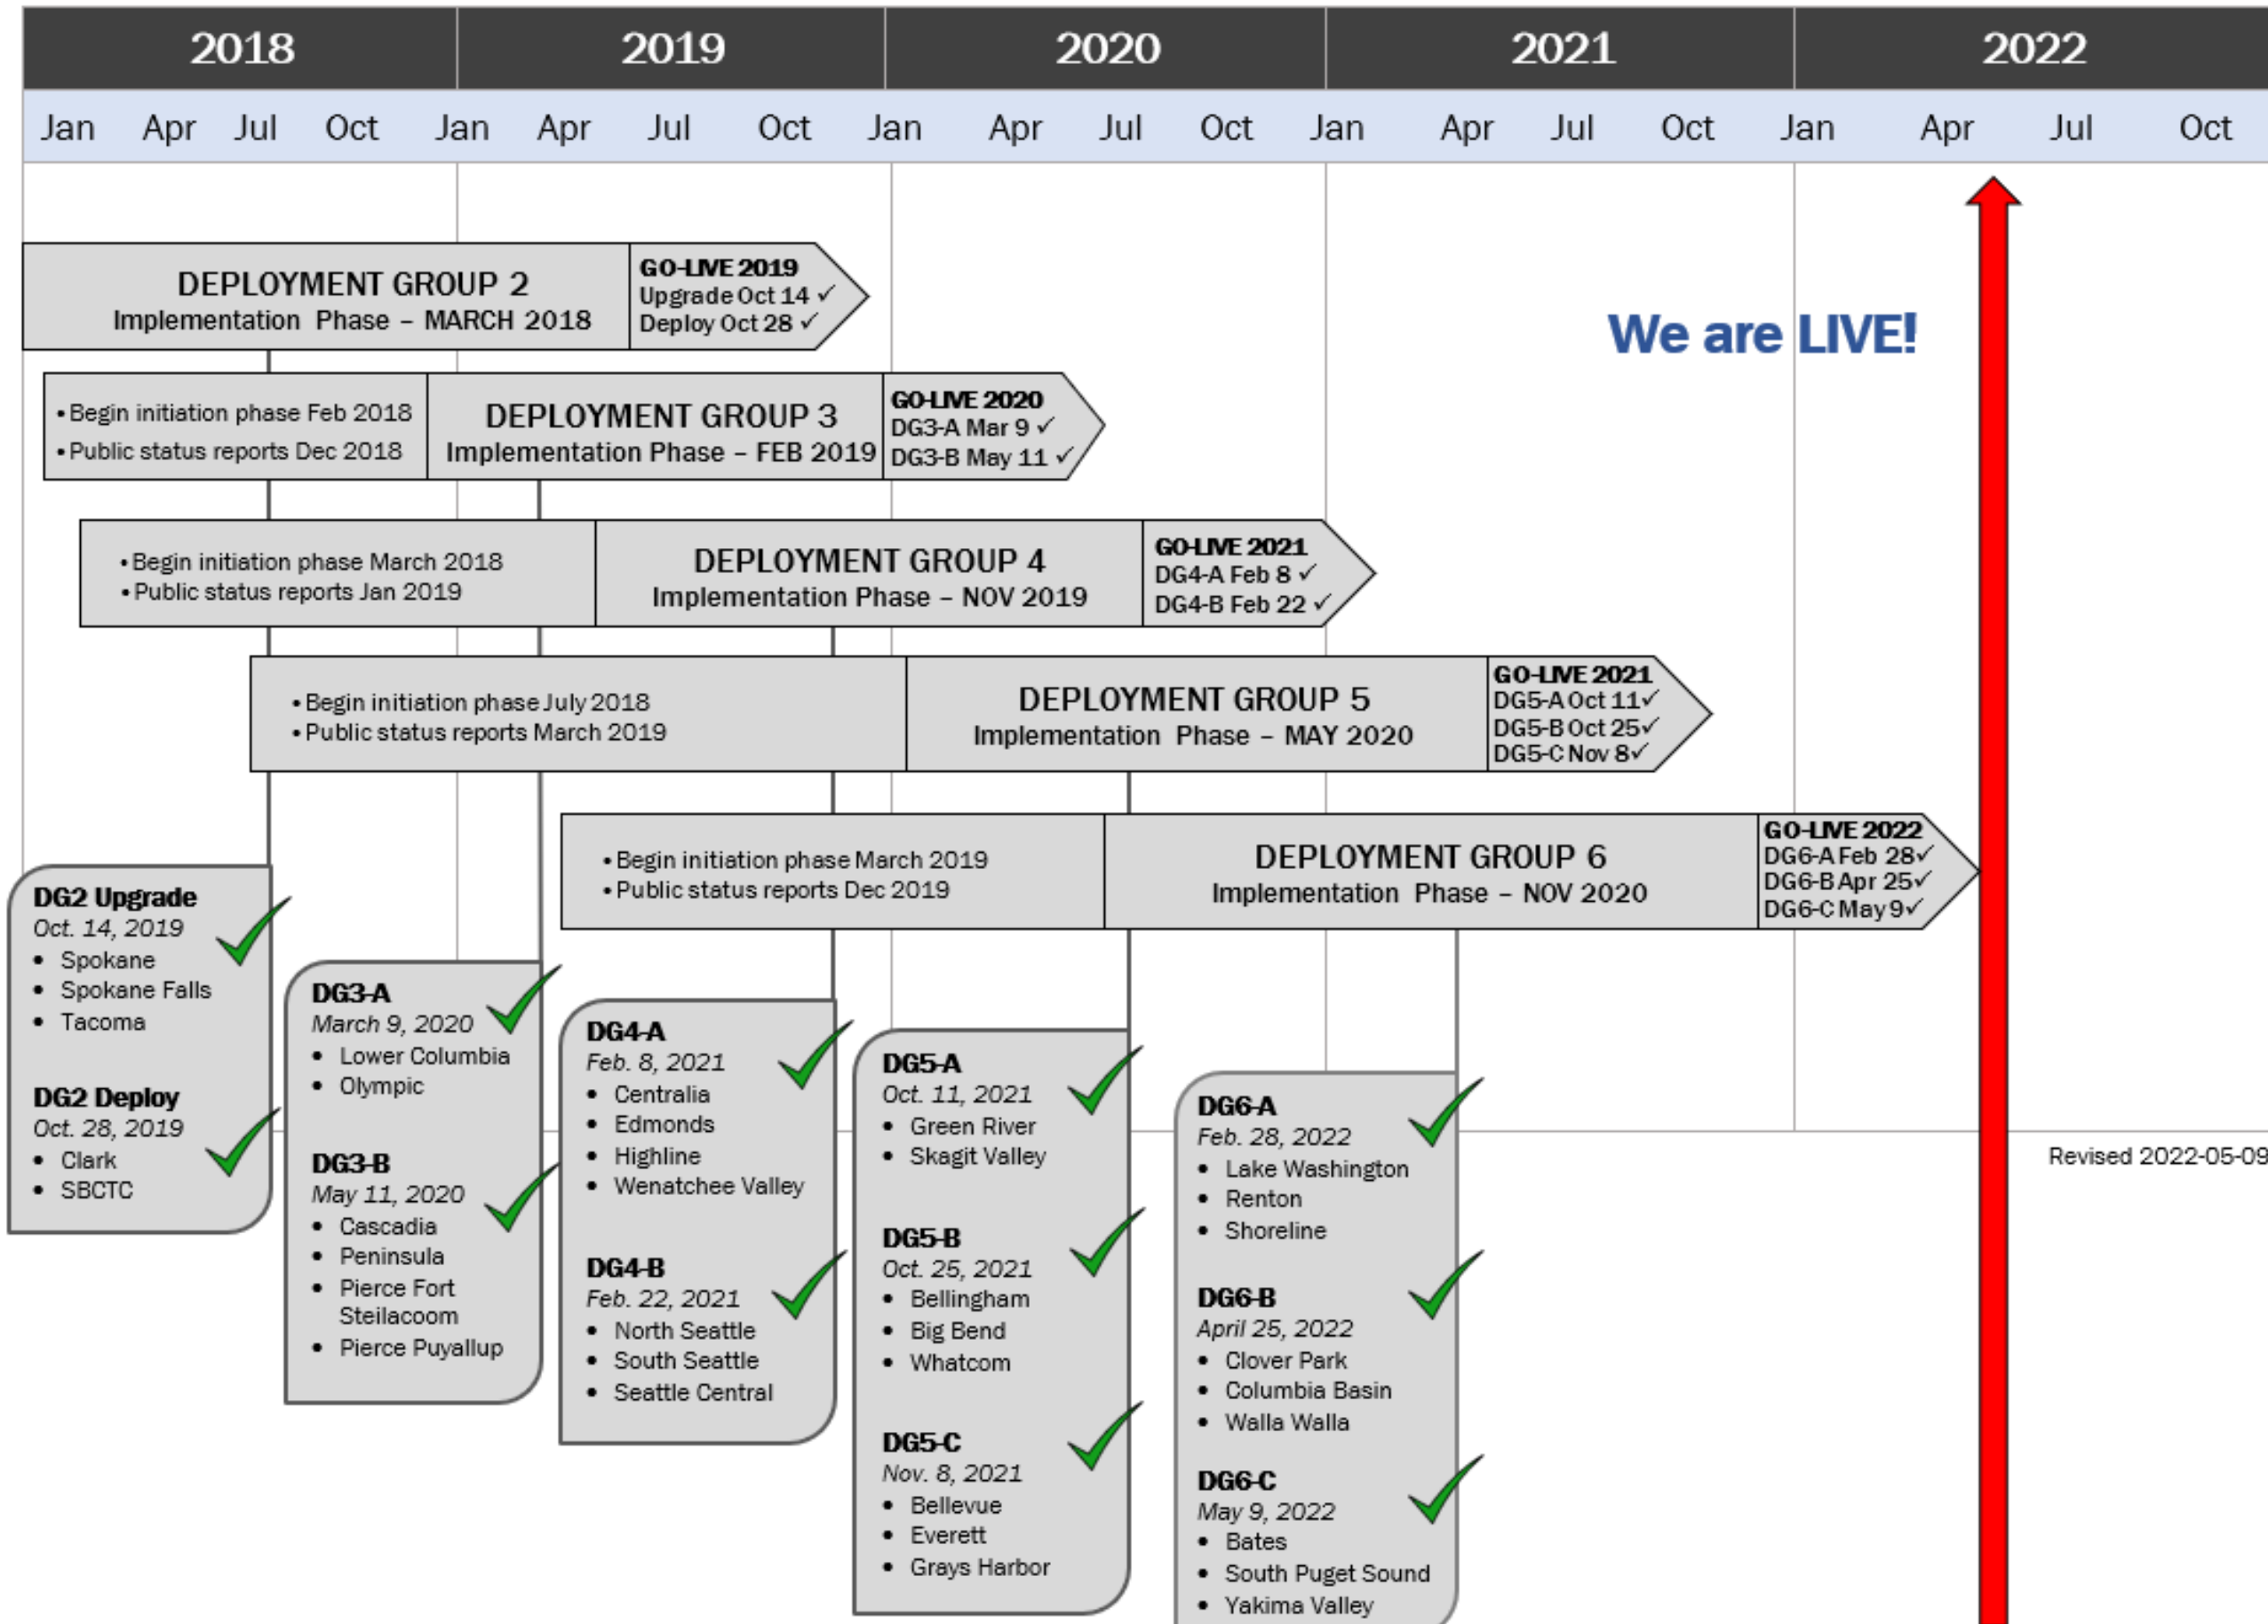 2018 2019 2020 2021 2022
Jan Apr Jul Oct Jan Apr Jul Oct Jan Apr Jul Oct Jan Apr Jul Oct Jan Apr Jul Oct
DEPLOYMENT GROUP 2
Implementation Phase – MARCH 2018
GO-LIVE 2019
Upgrade Oct 14 ✓
Deploy Oct 28 ✓
We are LIVE!
• Begin initiation phase Feb 2018
• Public status reports Dec 2018
DEPLOYMENT GROUP 3
Implementation Phase – FEB 2019
GO-LIVE 2020
DG3-A Mar 9 ✓
DG3-B May 11 ✓
• Begin initiation phase March 2018
• Public status reports Jan 2019
DEPLOYMENT GROUP 4
Implementation Phase – NOV 2019
GO-LIVE 2021
DG4-A Feb 8 ✓
DG4-B Feb 22 ✓
• Begin initiation phase July 2018
• Public status reports March 2019
DEPLOYMENT GROUP 5
Implementation Phase – MAY 2020
GO-LIVE 2021
DG5-A Oct 11✓
DG5-B Oct 25✓
DG5-C Nov 8✓
• Begin initiation phase March 2019
• Public status reports Dec 2019
DEPLOYMENT GROUP 6
Implementation Phase – NOV 2020
GO-LIVE 2022
DG6-A Feb 28✓
DG6-B Apr 25✓
DG6-C May 9✓
DG2 Upgrade
Oct. 14, 2019
• Spokane
• Spokane Falls
• Tacoma
DG2 Deploy
Oct. 28, 2019
• Clark
• SBCTC
DG3-A
March 9, 2020
• Lower Columbia
• Olympic
DG3-B
May 11, 2020
• Cascadia
• Peninsula
• Pierce Fort
Steilacoom
• Pierce Puyallup
DG4-A
Feb. 8, 2021
• Centralia
• Edmonds
• Highline
• Wenatchee Valley
DG4-B
Feb. 22, 2021
• North Seattle
• South Seattle
• Seattle Central
DG5-A
Oct. 11, 2021
• Green River
• Skagit Valley
DG5-B
Oct. 25, 2021
• Bellingham
• Big Bend
• Whatcom
DG5-C
Nov. 8, 2021
• Bellevue
• Everett
• Grays Harbor
DG6-A
Feb. 28, 2022
• Lake Washington
• Renton
• Shoreline
DG6-B
April 25, 2022
• Clover Park
• Columbia Basin
• Walla Walla
DG6-C
May 9, 2022
• Bates
• South Puget Sound
• Yakima Valley
Revised 2022-05-09